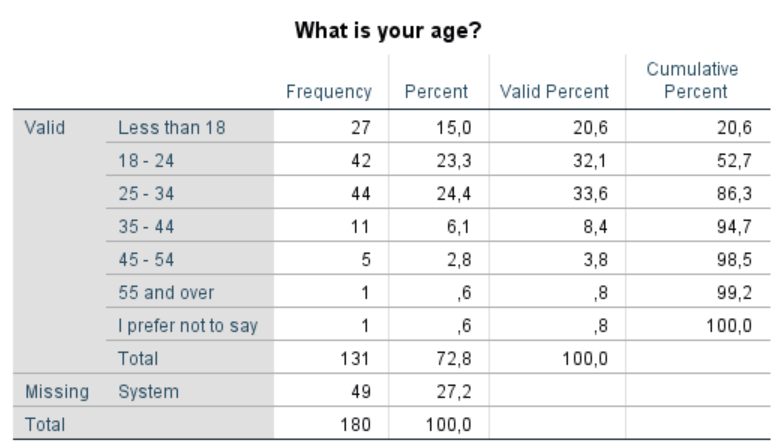 What is your age?
Frequency Percent Valid Percent Cumulative Percent
Valid Less than 18 27 15,0 20,6 20,6
18 - 24 42 23,3 32,1 52,7
25 - 34 44 24,4 33,6 86,3
35 - 44 11 6,1 8,4 94,7
45 - 54 5 2,8 3,8 98,5
55 and over 1 ,6 ,8 99,2
I prefer not to say 1 ,6 ,8 100,0
Total 131 72,8 100,0
Missing System 49 27,2
Total 180 100,0